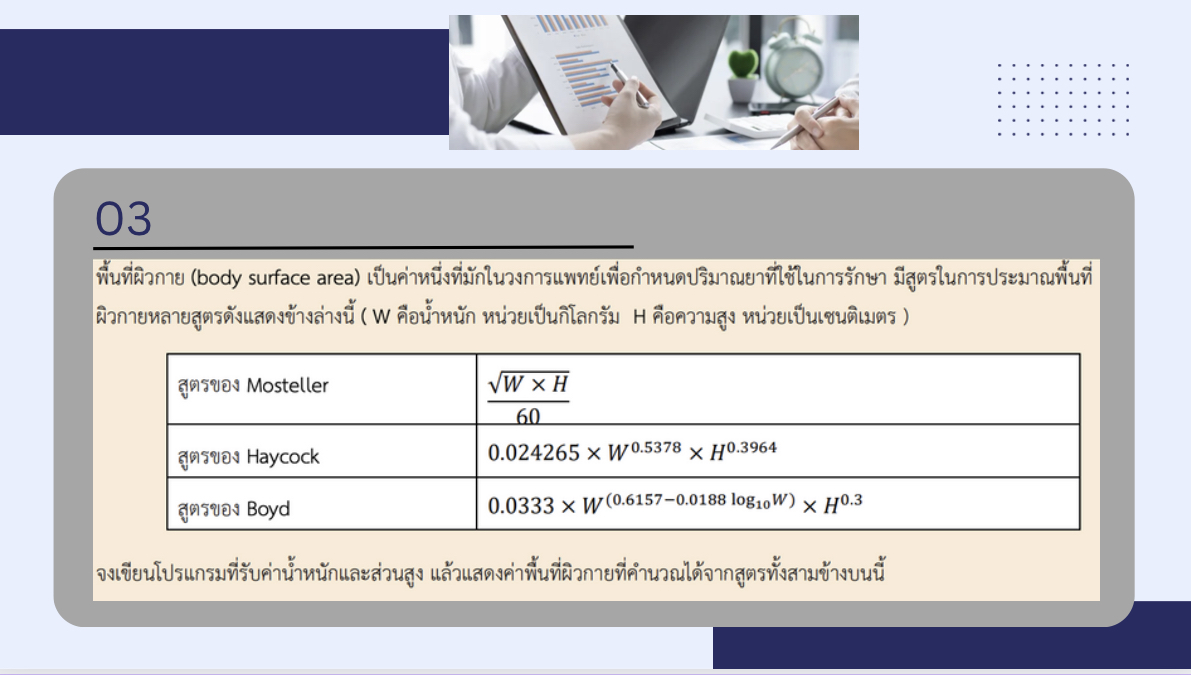 03
พื้นที่ผิวกาย (body surface area) เป็นค่าหนึ่งที่มักในวงการแพทย์เพื่อกำหนดปริมาณยาที่ใช้ในการรักษา มีสูตรในการประมาณพื้นที่
ผิวกายหลายสูตรดังแสดงข้างล่างนี้ ( W คือน้ำหนัก หน่วยเป็นกิโลกรัม H คือความสูง หน่วยเป็นเซนติเมตร )
สูตรของ Mosteller √(W × H) / 60
สูตรของ Haycock 0.024265 × W^0.5378 × H^0.3964
สูตรของ Boyd 0.0333 × W^(0.6157−0.0188 log₁₀W) × H^0.3
จงเขียนโปรแกรมที่รับค่าน้ำหนักและส่วนสูง แล้วแสดงค่าพื้นที่ผิวกายที่คำนวณได้จากสูตรทั้งสามข้างบนนี้